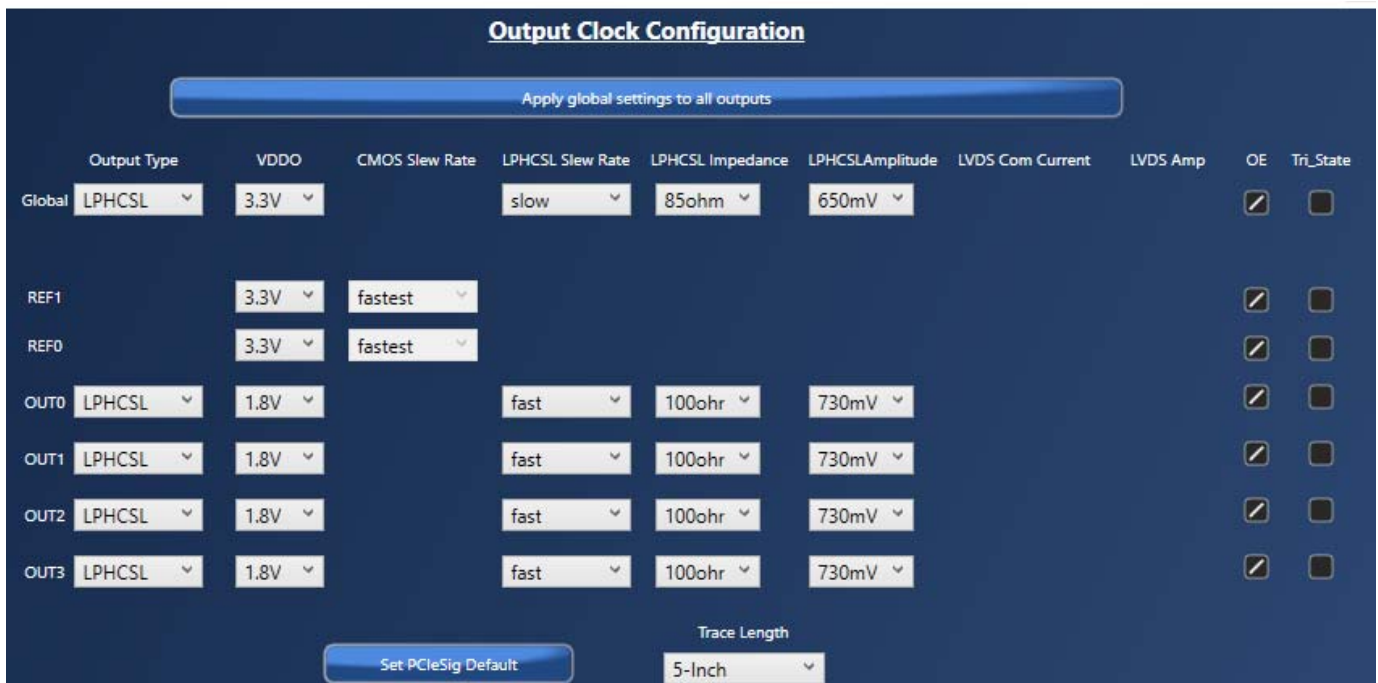 Output Clock Configuration
Apply global settings to all outputs
Output Type VDDO CMOS Slew Rate LPHCSL Slew Rate LPHCSL Impedance LPHCSLAmplitude LVDS Com Current LVDS Amp OE Tri_State
Global LPHCSL 3.3V slow 85ohm 650mV
REF1 3.3V fastest
REF0 3.3V fastest
OUT0 LPHCSL 1.8V fast 100ohr 730mV
OUT1 LPHCSL 1.8V fast 100ohr 730mV
OUT2 LPHCSL 1.8V fast 100ohr 730mV
OUT3 LPHCSL 1.8V fast 100ohr 730mV
Trace Length
Set PCIeSig Default 5-Inch